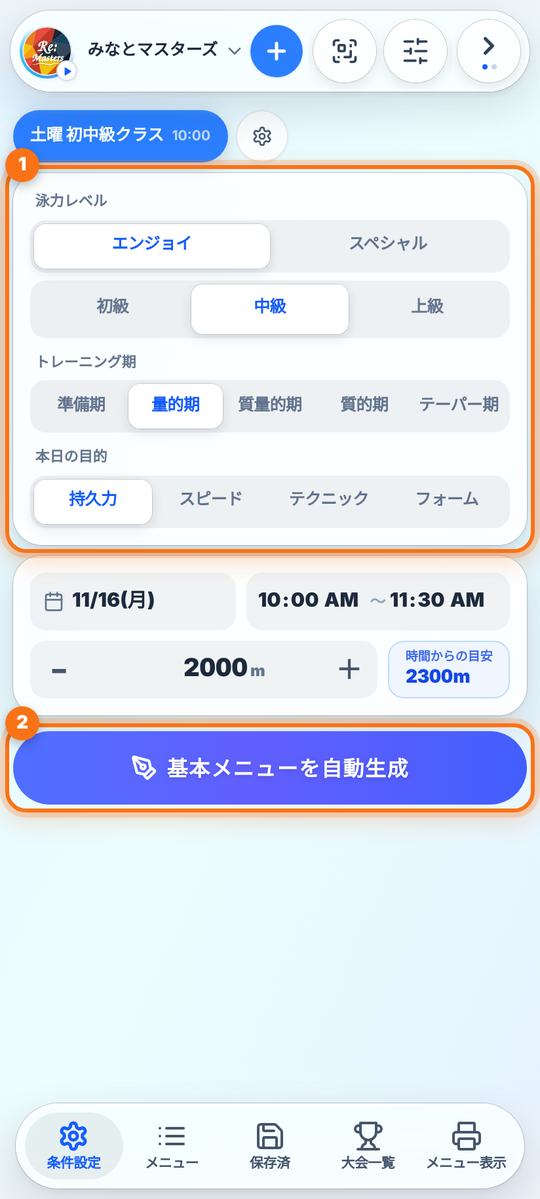 Re:
Masters
みなとマスターズ
土曜 初中級クラス 10:00
1
泳力レベル
エンジョイ スペシャル
初級 中級 上級
トレーニング期
準備期 量的期 質量的期 質的期 テーパー期
本日の目的
持久力 スピード テクニック フォーム
11/16(月) 10:00 AM ～ 11:30 AM
− 2000 m +
時間からの目安
2300m
2
基本メニューを自動生成
条件設定 メニュー 保存済 大会一覧 メニュー表示